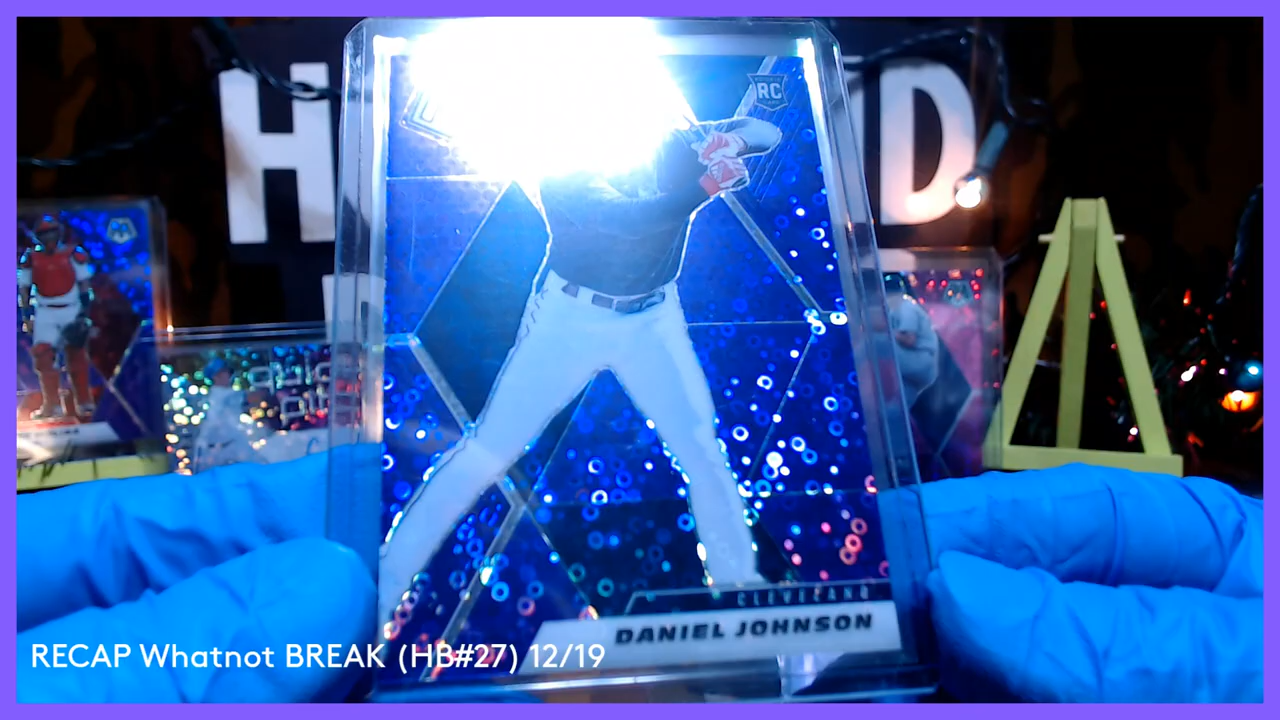 H
D
RC
CLEVELAND
DANIEL JOHNSON
RECAP Whatnot BREAK (HB#27) 12/19